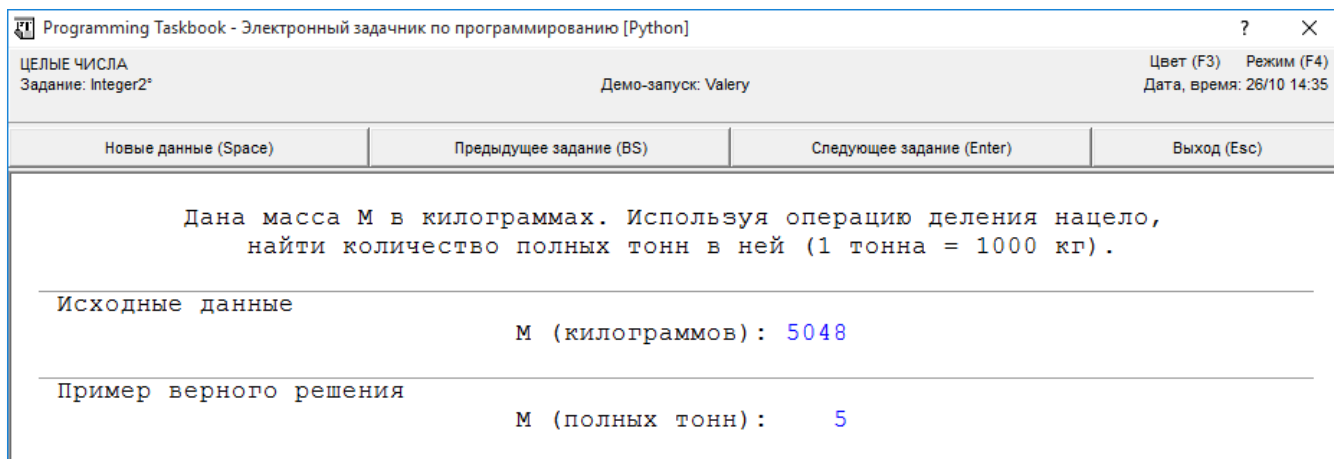 Programming Taskbook - Электронный задачник по программированию [Python] ? ×
ЦЕЛЫЕ ЧИСЛА Цвет (F3) Режим (F4)
Задание: Integer2° Демо-запуск: Valery Дата, время: 26/10 14:35
Новые данные (Space) Предыдущее задание (BS) Следующее задание (Enter) Выход (Esc)
Дана масса M в килограммах. Используя операцию деления нацело,
найти количество полных тонн в ней (1 тонна = 1000 кг).
Исходные данные
М (килограммов): 5048
Пример верного решения
М (полных тонн): 5